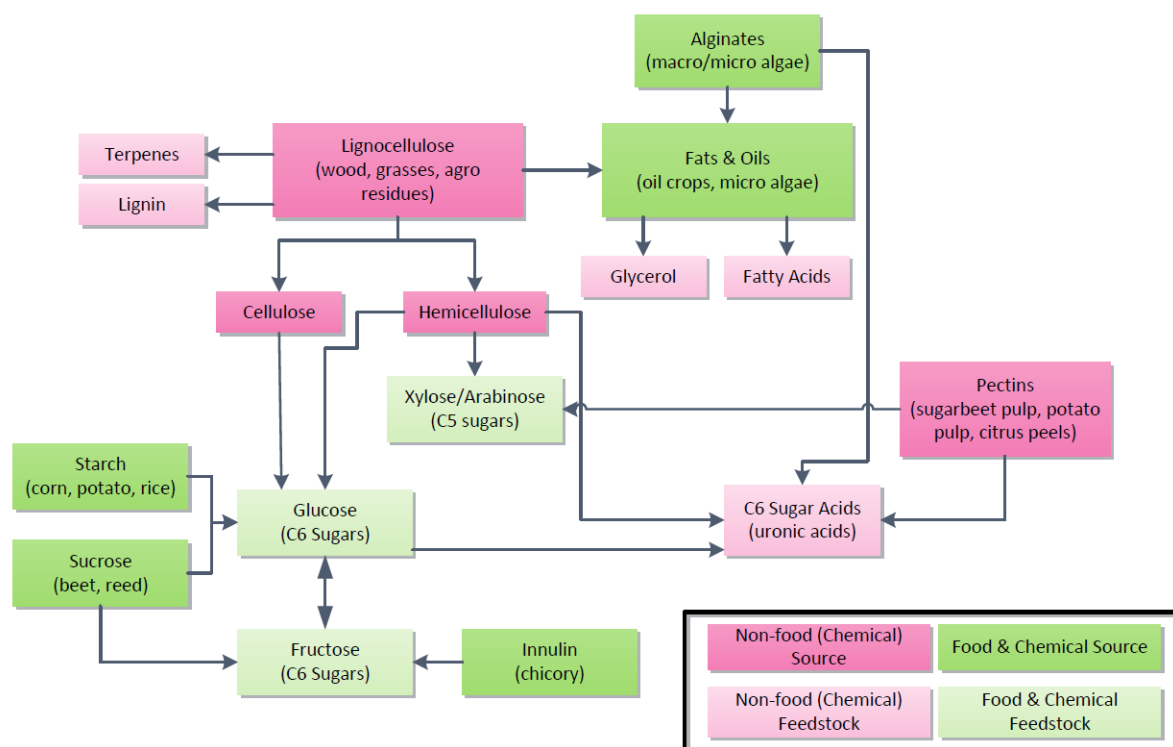 Alginates
(macro/micro algae)
Terpenes
Lignocellulose
(wood, grasses, agro
residues)
Fats & Oils
(oil crops, micro algae)
Lignin
Glycerol
Fatty Acids
Cellulose
Hemicellulose
Xylose/Arabinose
(C5 sugars)
Pectins
(sugarbeet pulp, potato
pulp, citrus peels)
Starch
(corn, potato, rice)
Glucose
(C6 Sugars)
C6 Sugar Acids
(uronic acids)
Sucrose
(beet, reed)
Fructose
(C6 Sugars)
Innulin
(chicory)
Non-food (Chemical)
Source
Food & Chemical Source
Non-food (Chemical)
Feedstock
Food & Chemical
Feedstock